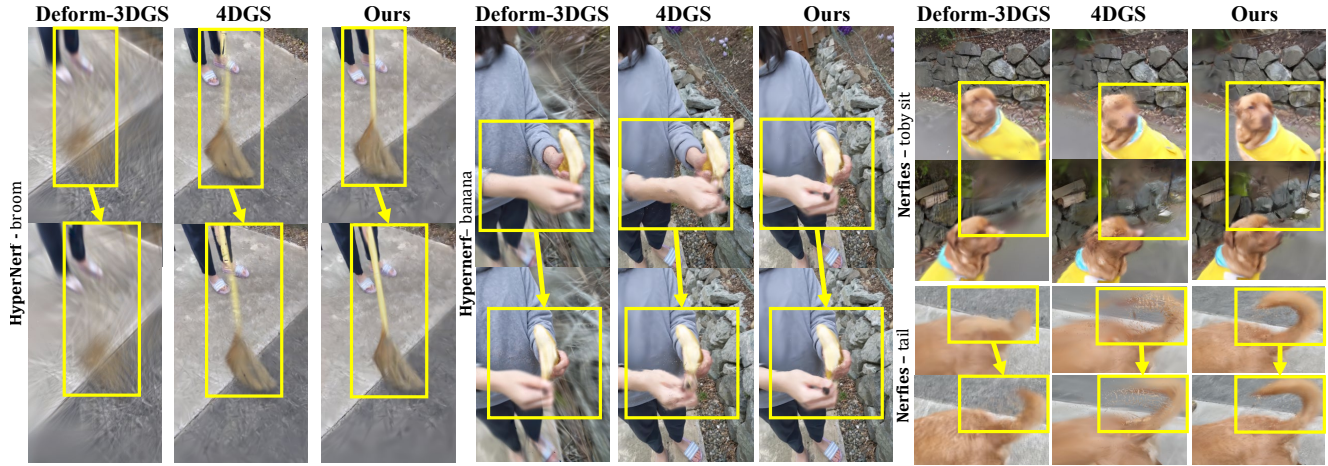 Deform-3DGS 4DGS Ours
HyperNerf - broom
Deform-3DGS 4DGS Ours
Hypernerf– banana
Deform-3DGS 4DGS Ours
Nerfies – toby sit
Nerfies – tail